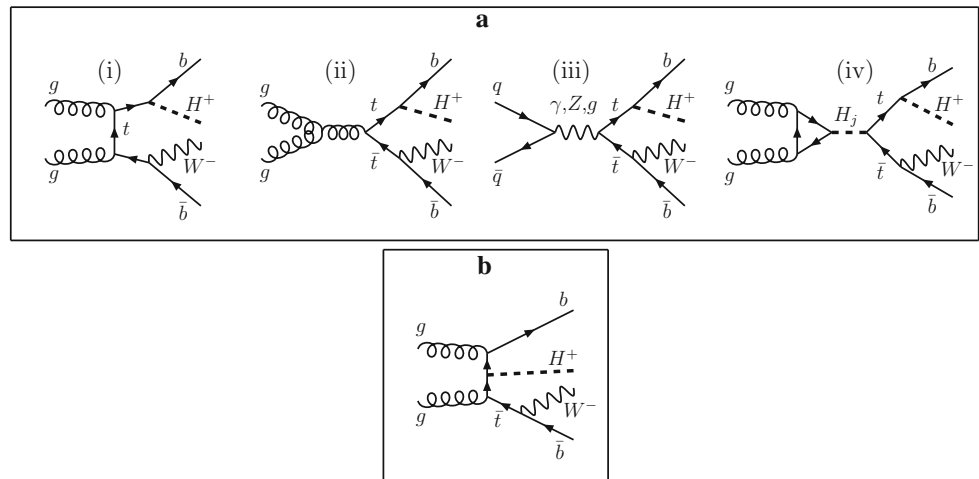 a
(i)
g
g
t
b
H⁺
W⁻
b̄
(ii)
g
g
t
t̄
b
H⁺
W⁻
b̄
(iii)
q
q̄
γ,Z,g
t
t̄
b
H⁺
W⁻
b̄
(iv)
g
g
H_j
t
t̄
b
H⁺
W⁻
b̄
b
g
g
t̄
b
H⁺
W⁻
b̄